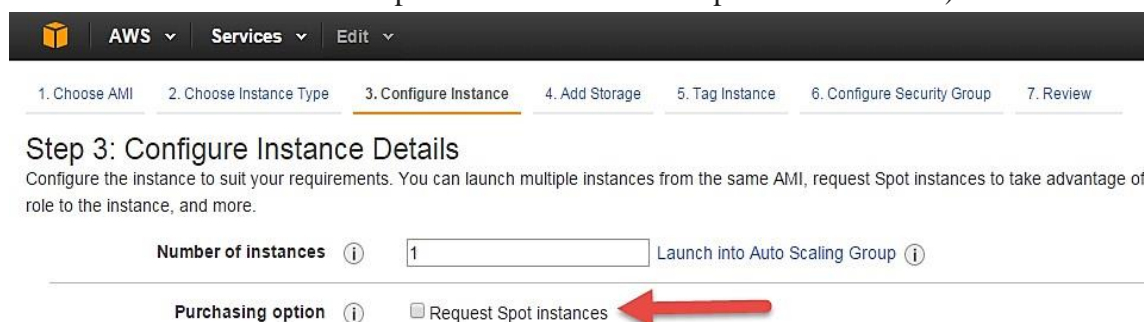 AWS Services Edit
1. Choose AMI 2. Choose Instance Type 3. Configure Instance 4. Add Storage 5. Tag Instance 6. Configure Security Group 7. Review
Step 3: Configure Instance Details
Configure the instance to suit your requirements. You can launch multiple instances from the same AMI, request Spot instances to take advantage of
role to the instance, and more.
Number of instances i 1 Launch into Auto Scaling Group i
Purchasing option i Request Spot instances